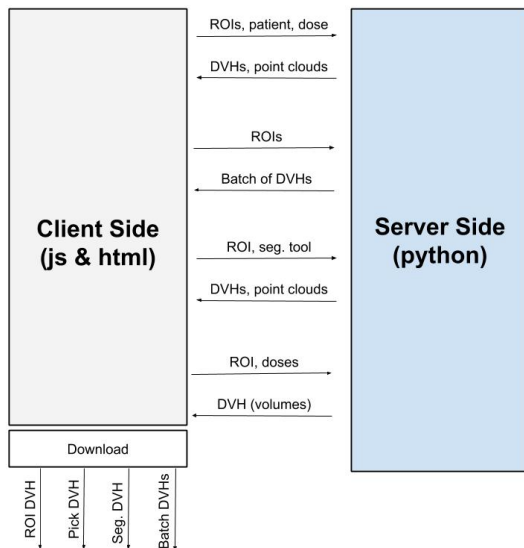 ROIs, patient, dose
DVHs, point clouds
ROIs
Batch of DVHs
Client Side
(js & html)
Server Side
(python)
ROI, seg. tool
DVHs, point clouds
ROI, doses
DVH (volumes)
Download
ROI DVH
Pick DVH
Seg. DVH
Batch DVHs